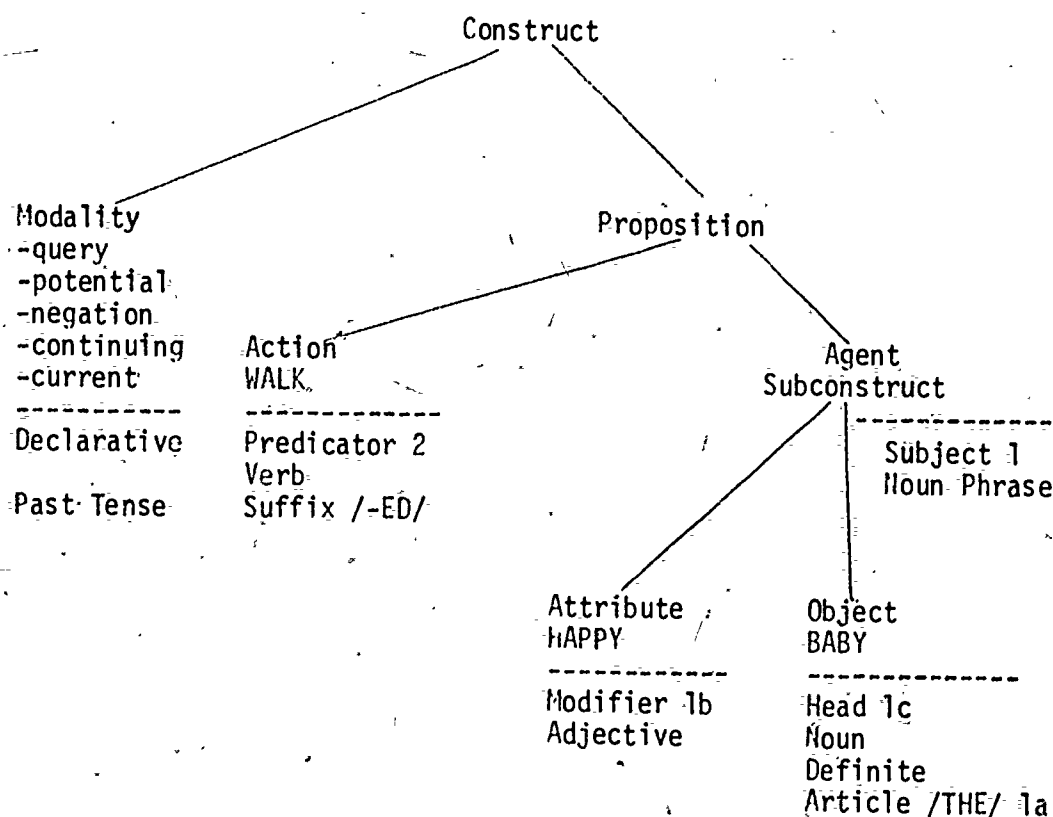 Construct
Modality
-query
-potential
-negation
-continuing
-current
Declarative
Past Tense
Proposition
Action
WALK
Predicator 2
Verb
Suffix /-ED/
Agent
Subconstruct
Subject 1
Noun Phrase
Attribute
HAPPY
Modifier 1b
Adjective
Object
BABY
Head 1c
Noun
Definite
Article /THE/ 1a